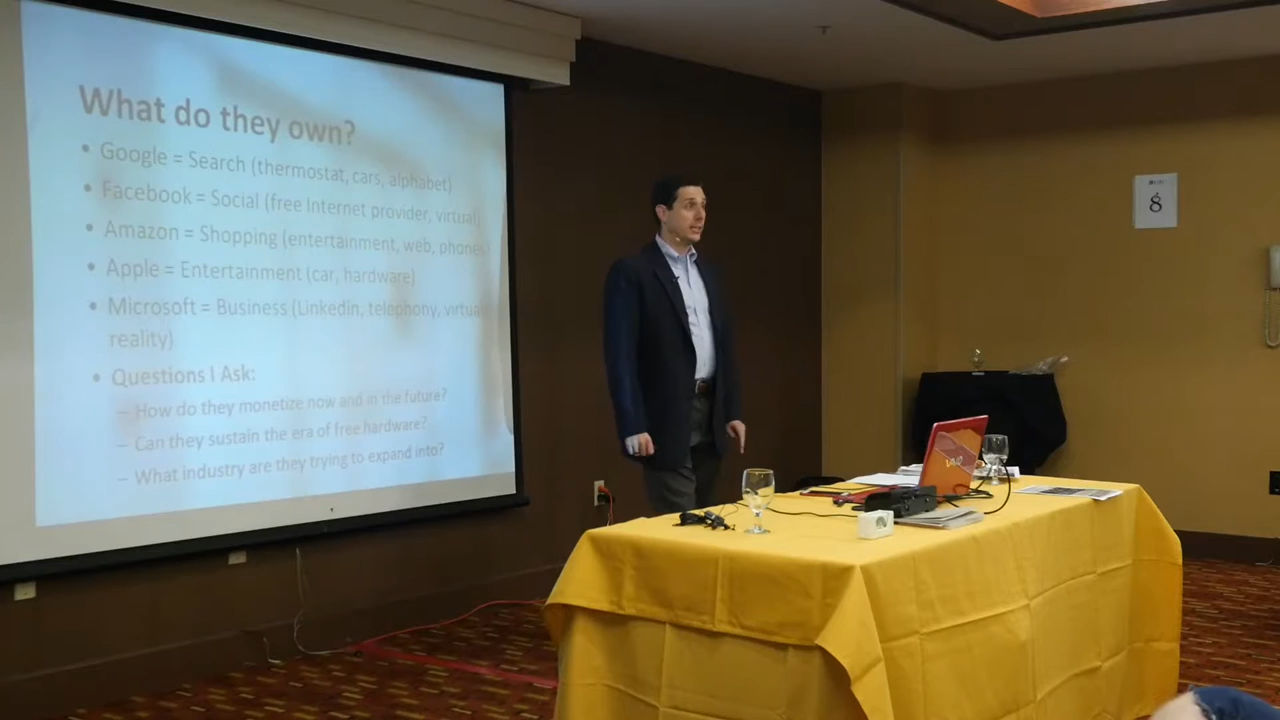 What do they own?
• Google = Search (thermostat, cars, alphabet)
• Facebook = Social (free Internet provider, virtual)
• Amazon = Shopping (entertainment, web, phones
• Apple = Entertainment (car, hardware)
• Microsoft = Business (LinkedIn, telephony, virtual
reality)
• Questions I Ask:
– How do they monetize now and in the future?
– Can they sustain the era of free hardware?
– What industry are they trying to expand into?
8
VAIO